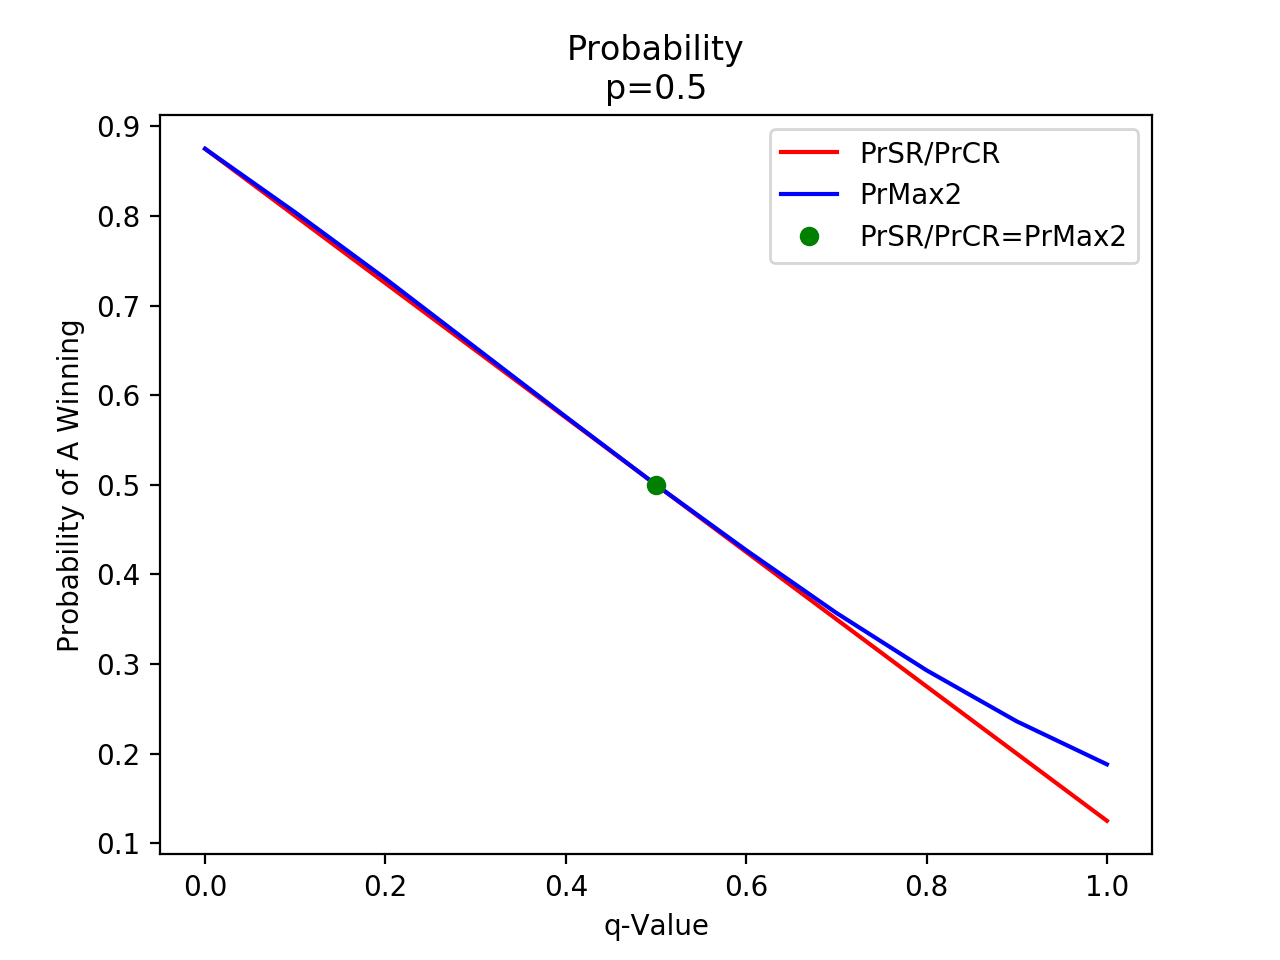 Probability
p=0.5
PrSR/PrCR
PrMax2
PrSR/PrCR=PrMax2
Probability of A Winning
0.9
0.8
0.7
0.6
0.5
0.4
0.3
0.2
0.1
0.0 0.2 0.4 0.6 0.8 1.0
q-Value